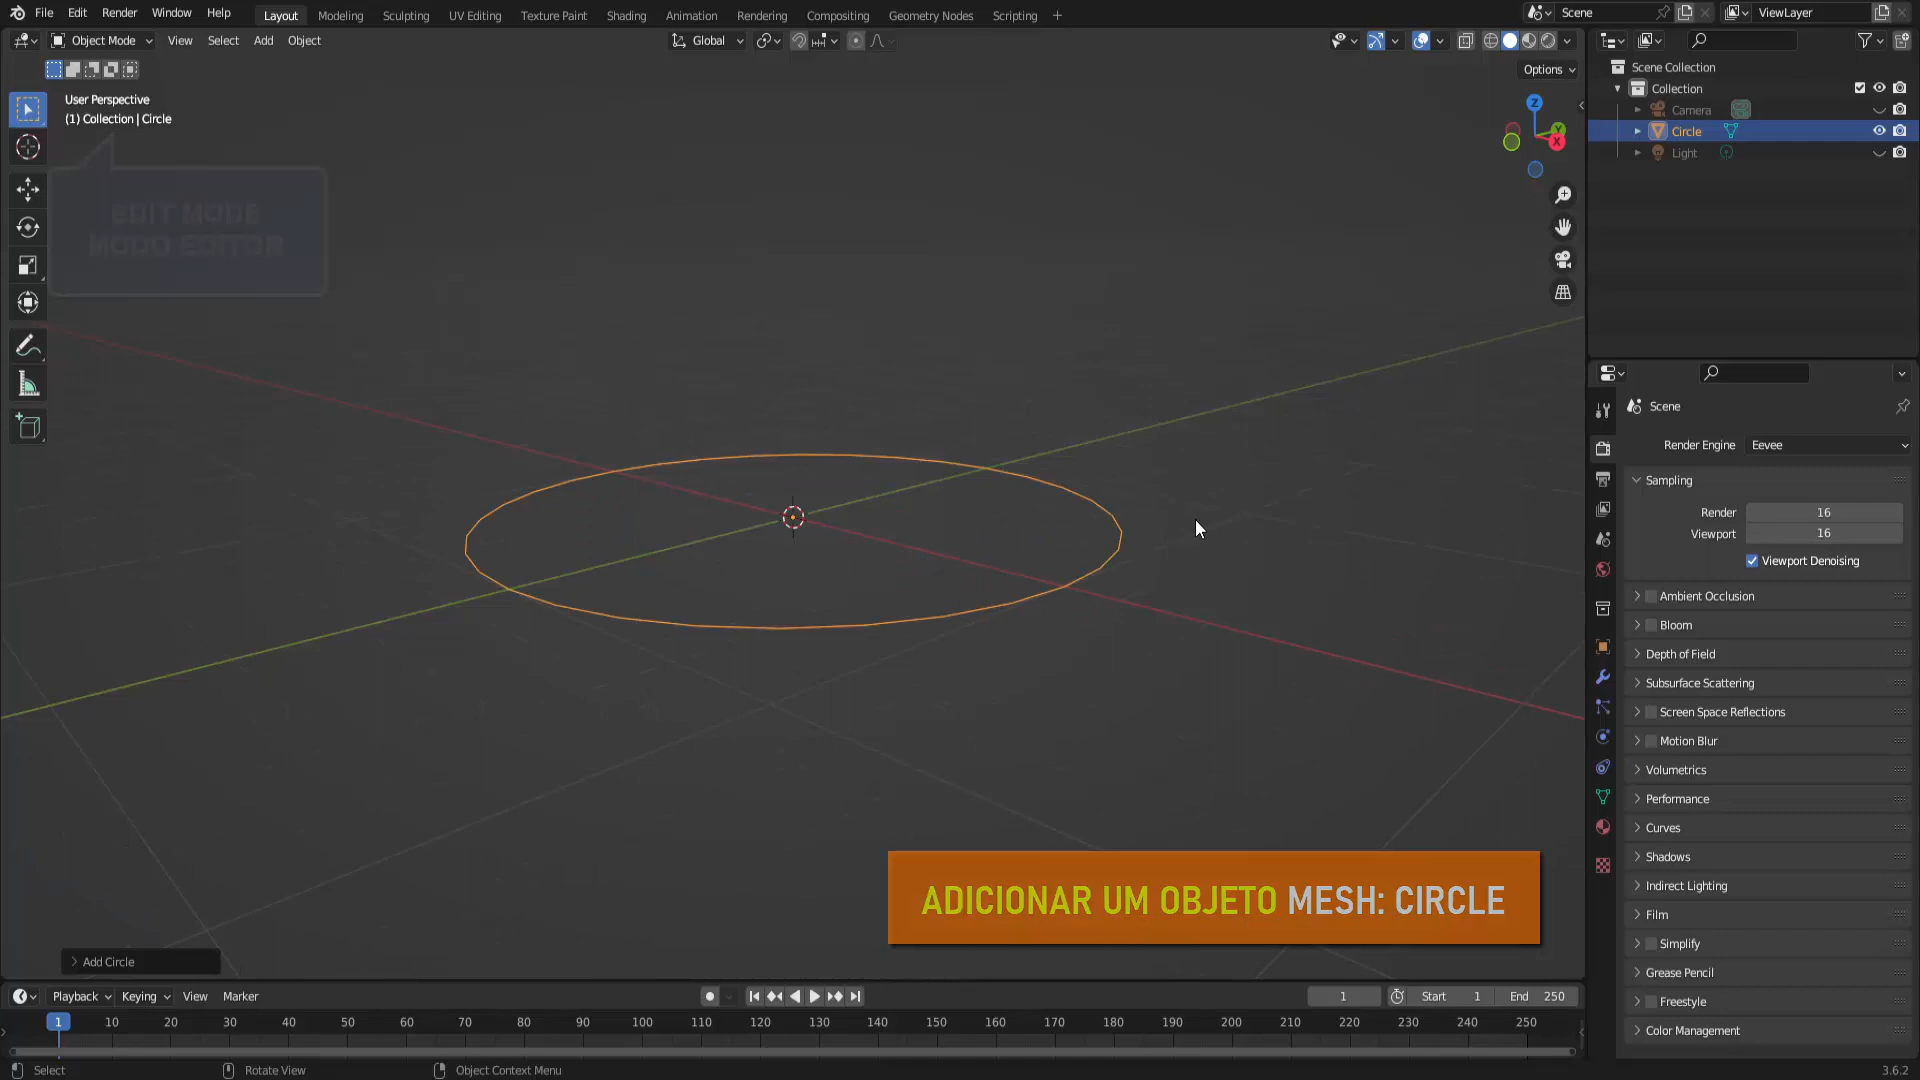 File Edit Render Window Help Layout Modeling Sculpting UV Editing Texture Paint Shading Animation Rendering Compositing Geometry Nodes Scripting Scene ViewLayer
Object Mode View Select Add Object Global
Options
User Perspective
(1) Collection | Circle
EDIT MODE
MODO EDITOR
Scene Collection
Collection
Camera
Circle
Light
Z
Y
X
Scene
Render Engine Eevee
Sampling
Render 16
Viewport 16
Viewport Denoising
Ambient Occlusion
Bloom
Depth of Field
Subsurface Scattering
Screen Space Reflections
Motion Blur
Volumetrics
Performance
Curves
Shadows
Indirect Lighting
Film
Simplify
Grease Pencil
Freestyle
Color Management
ADICIONAR UM OBJETO MESH: CIRCLE
Add Circle
Playback Keying View Marker 1 Start 1 End 250
1 10 20 30 40 50 60 70 80 90 100 110 120 130 140 150 160 170 180 190 200 210 220 230 240 250
Select Rotate View Object Context Menu 3.6.2